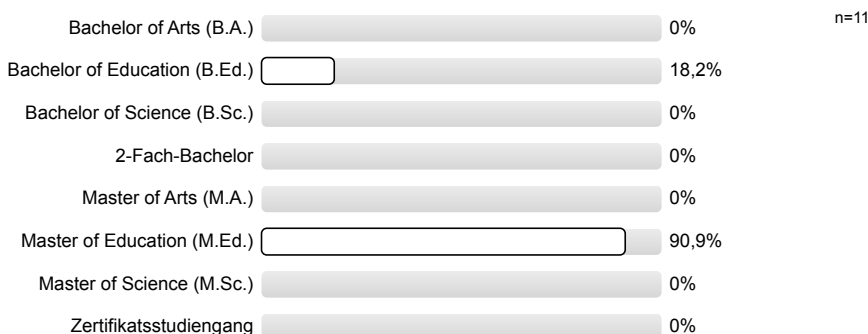 Bachelor of Arts (B.A.) 0% n=11
Bachelor of Education (B.Ed.) 18,2%
Bachelor of Science (B.Sc.) 0%
2-Fach-Bachelor 0%
Master of Arts (M.A.) 0%
Master of Education (M.Ed.) 90,9%
Master of Science (M.Sc.) 0%
Zertifikatsstudiengang 0%